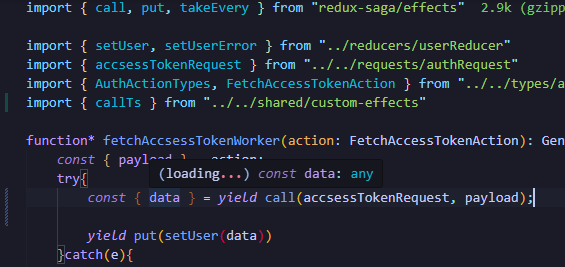 import { call, put, takeEvery } from "redux-saga/effects" 2.9k (gzipp
import { setUser, setUserError } from "../reducers/userReducer"
import { accsessTokenRequest } from "../../requests/authRequest"
import { AuthActionTypes, FetchAccessTokenAction } from "../../types/a
import { callTs } from "../../shared/custom-effects"
function* fetchAccsessTokenWorker(action: FetchAccessTokenAction): Gen
const { payload } action;
(loading...) const data: any
try{
const { data } = yield call(accsessTokenRequest, payload);
yield put(setUser(data))
}catch(e){